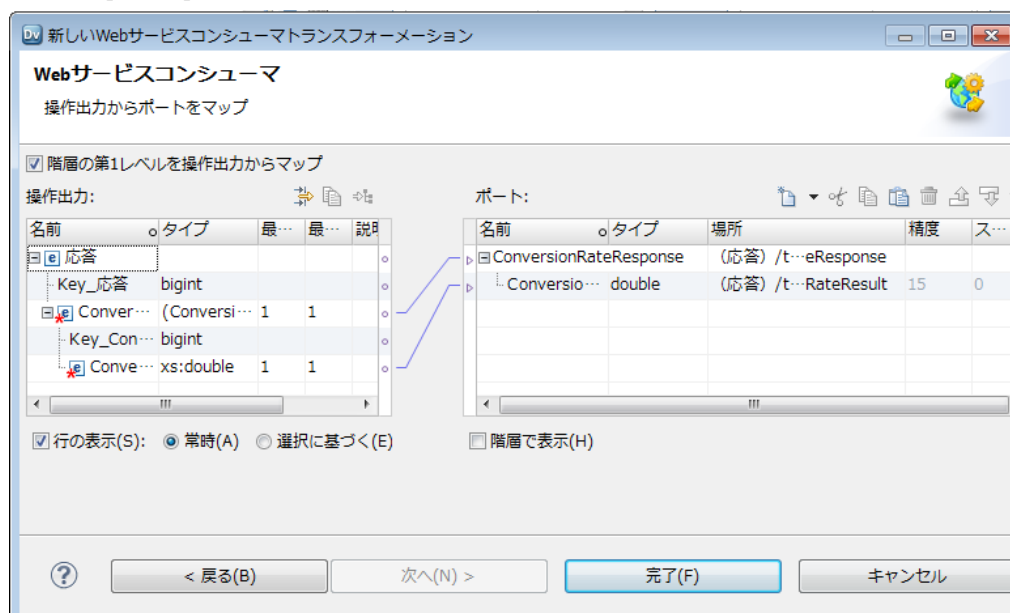 Dv 新しいWebサービスコンシューマトランスフォーメーション
Webサービスコンシューマ
操作出力からポートをマップ
階層の第1レベルを操作出力からマップ
操作出力: ポート:
名前 タイプ 最… 最… 説明 名前 タイプ 場所 精度 ス…
e 応答 ConversionRateResponse （応答）/t…eResponse
Key_応答 bigint Conversio… double （応答）/t…RateResult 15 0
e Conver… (Conversi… 1 1
Key_Con… bigint
e Conve… xs:double 1 1
行の表示(S): 常時(A) 選択に基づく(E) 階層で表示(H)
? < 戻る(B) 次へ(N) > 完了(F) キャンセル